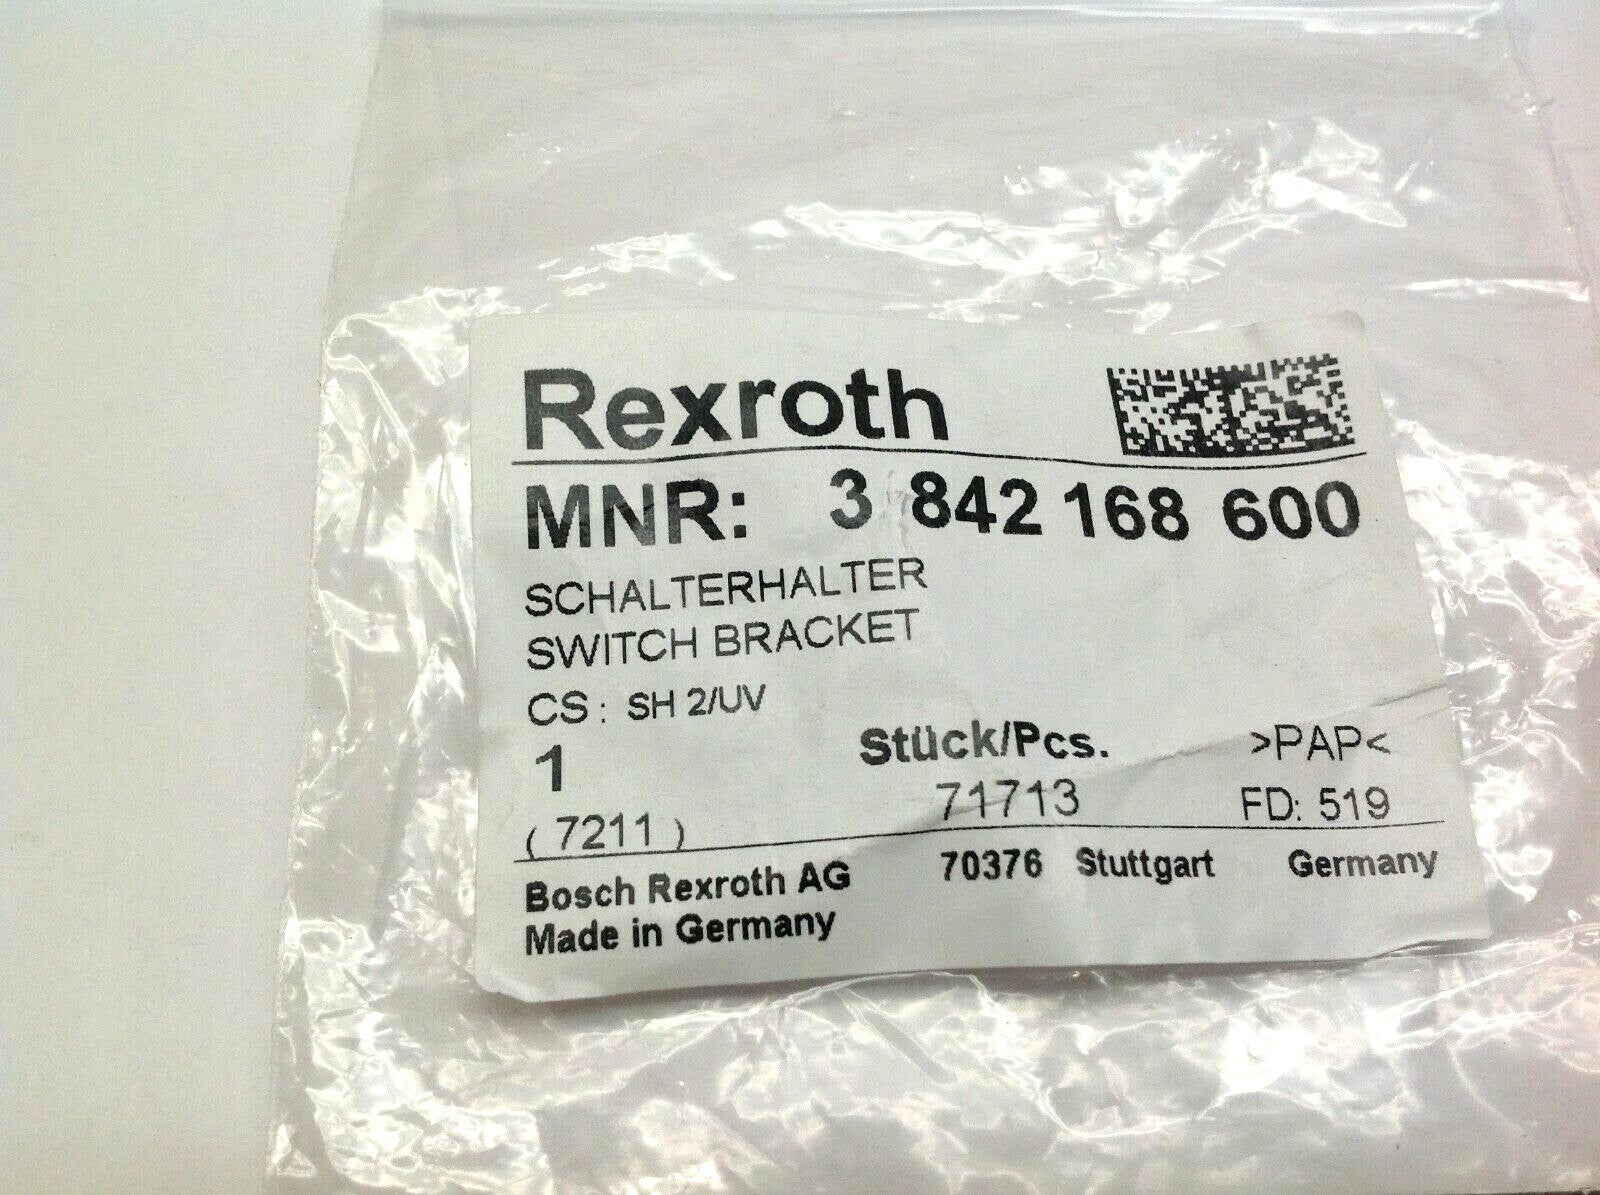 Rexroth
MNR: 3 842 168 600
SCHALTERHALTER
SWITCH BRACKET
CS: SH 2/UV
1 Stück/Pcs. >PAP<
(7211) 71713 FD: 519
Bosch Rexroth AG 70376 Stuttgart Germany
Made in Germany